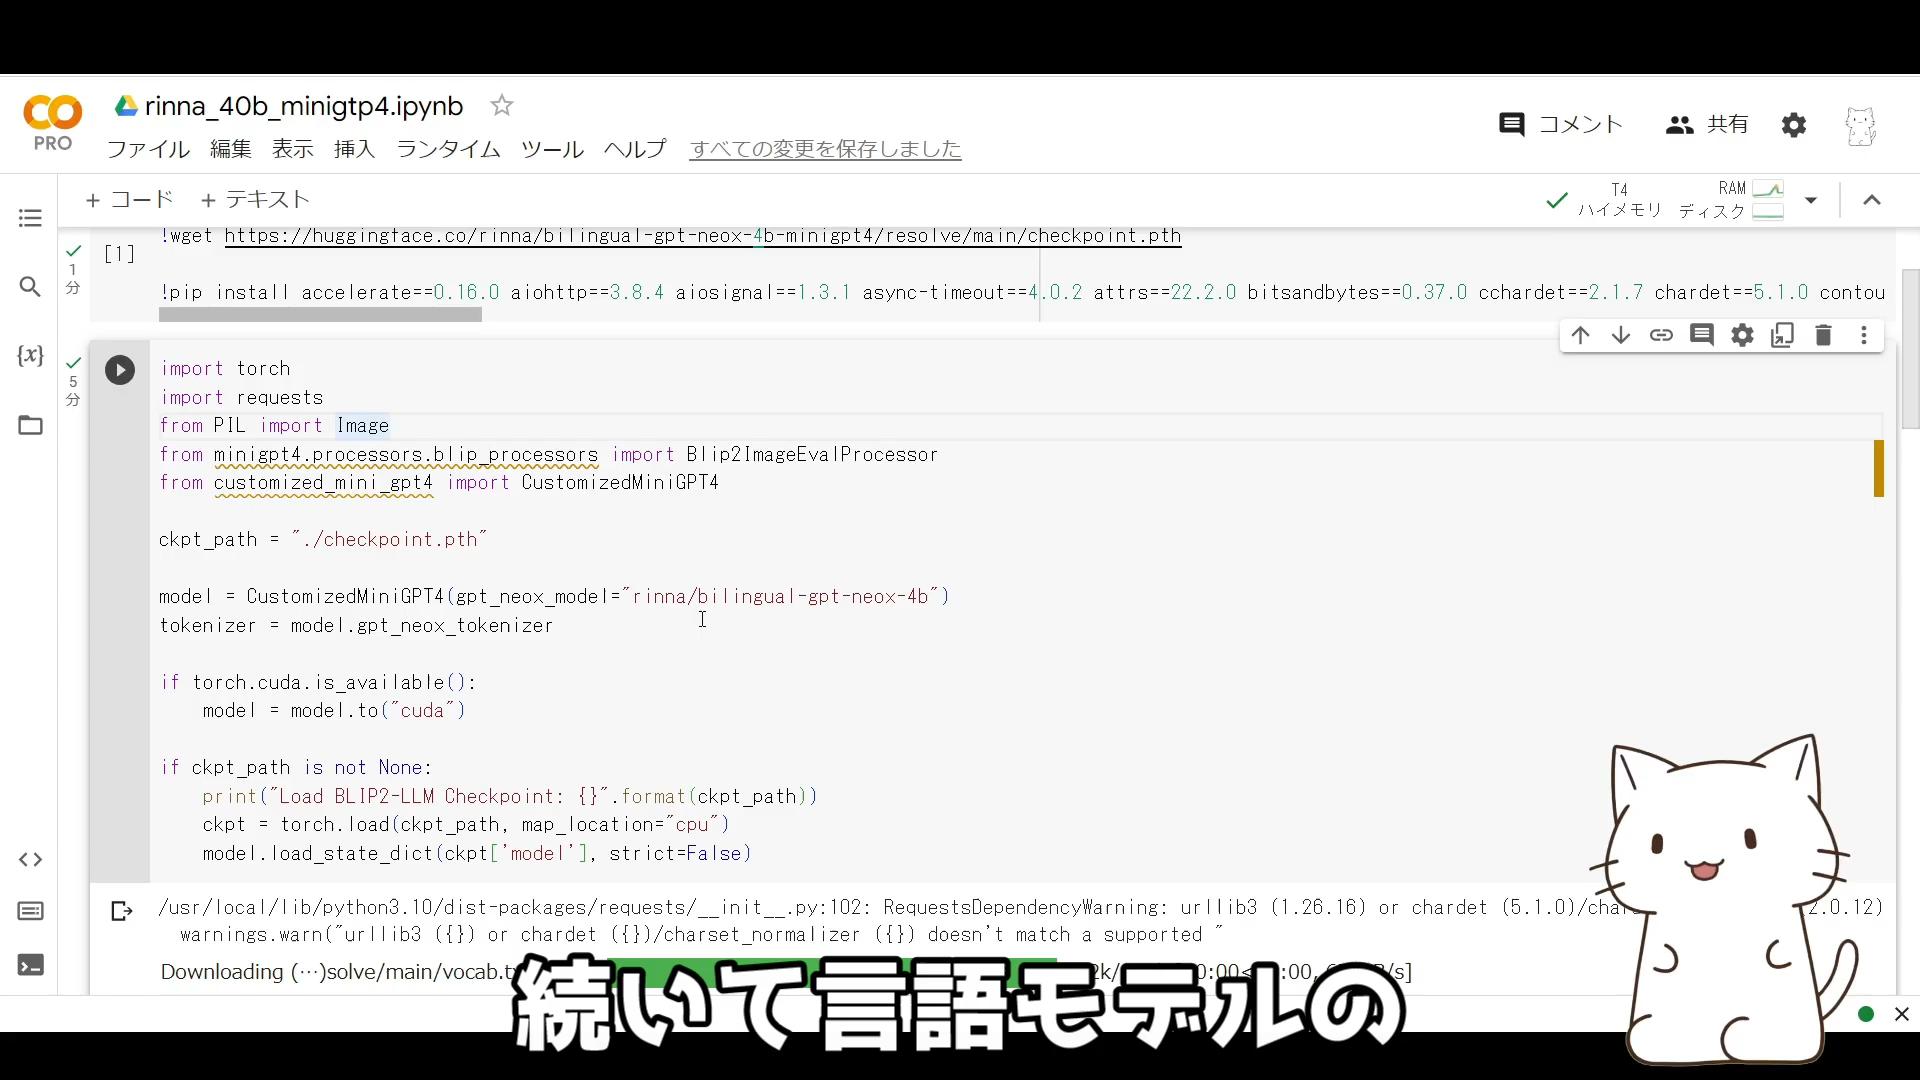 CO
PRO
rinna_40b_minigtp4.ipynb
ファイル 編集 表示 挿入 ランタイム ツール ヘルプ すべての変更を保存しました
コメント 共有
+ コード + テキスト
T4
ハイメモリ
RAM
ディスク
[1]
1
分
!wget https://huggingface.co/rinna/bilingual-gpt-neox-4b-minigpt4/resolve/main/checkpoint.pth
!pip install accelerate==0.16.0 aiohttp==3.8.4 aiosignal==1.3.1 async-timeout==4.0.2 attrs==22.2.0 bitsandbytes==0.37.0 cchardet==2.1.7 chardet==5.1.0 contou
{x}
5
分
import torch
import requests
from PIL import Image
from minigpt4.processors.blip_processors import Blip2ImageEvalProcessor
from customized_mini_gpt4 import CustomizedMiniGPT4
ckpt_path = "./checkpoint.pth"
model = CustomizedMiniGPT4(gpt_neox_model="rinna/bilingual-gpt-neox-4b")
tokenizer = model.gpt_neox_tokenizer
if torch.cuda.is_available():
model = model.to("cuda")
if ckpt_path is not None:
print("Load BLIP2-LLM Checkpoint: {}".format(ckpt_path))
ckpt = torch.load(ckpt_path, map_location="cpu")
model.load_state_dict(ckpt['model'], strict=False)
/usr/local/lib/python3.10/dist-packages/requests/__init__.py:102: RequestsDependencyWarning: urllib3 (1.26.16) or chardet (5.1.0)/cha 2.0.12)
warnings.warn("urllib3 ({}) or chardet ({})/charset_normalizer ({}) doesn't match a supported "
Downloading (…)solve/main/vocab.t
続いて言語モデルの